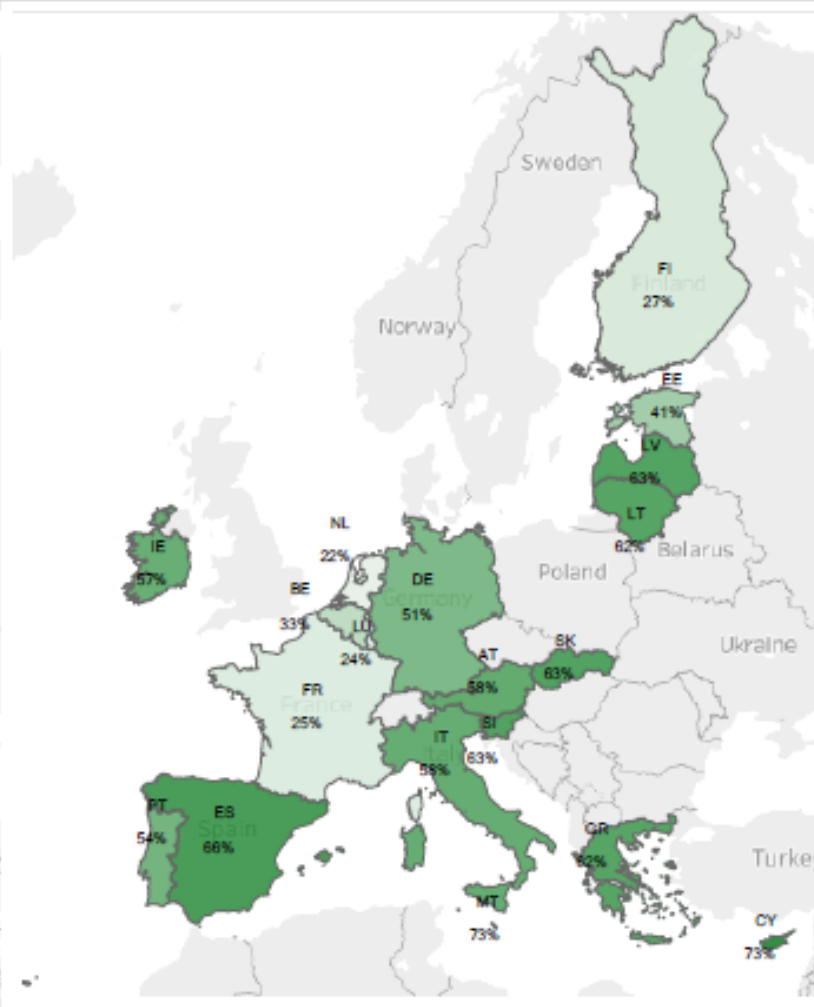 Sweden
FI
Finland
27%
Norway
EE
41%
LV
63%
LT
62%
Belarus
NL
22%
IE
57%
Poland
DE
Germany
51%
BE
33%
LU
24%
Ukraine
SK
63%
AT
58%
FR
France
25%
SI
63%
IT
Italy
58%
PT
54%
ES
Spain
66%
GR
62%
Turke
MT
73%
CY
73%